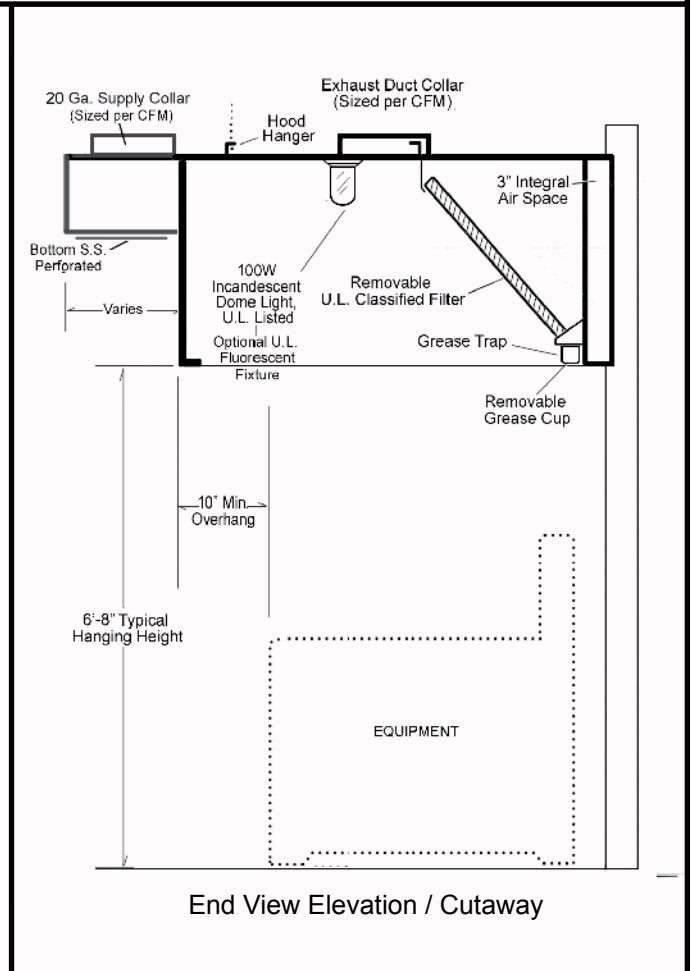 20 Ga. Supply Collar
(Sized per CFM)
Hood
Hanger
Exhaust Duct Collar
(Sized per CFM)
3" Integral
Air Space
Bottom S.S.
Perforated
Varies
100W
Incandescent
Dome Light,
U.L. Listed
Optional U.L.
Fluorescent
Fixture
Removable
U.L. Classified Filter
Grease Trap
Removable
Grease Cup
10" Min.
Overhang
6'-8" Typical
Hanging Height
EQUIPMENT
End View Elevation / Cutaway